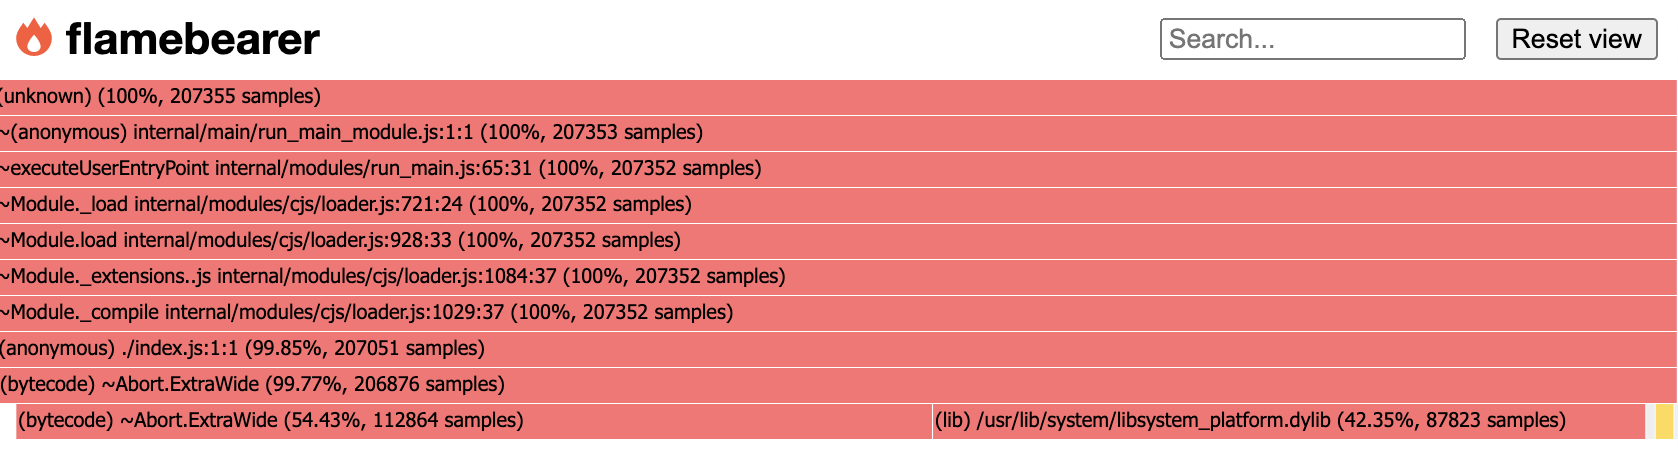 flamebearer
Search...
Reset view
(unknown) (100%, 207355 samples)
~(anonymous) internal/main/run_main_module.js:1:1 (100%, 207353 samples)
~executeUserEntryPoint internal/modules/run_main.js:65:31 (100%, 207352 samples)
~Module._load internal/modules/cjs/loader.js:721:24 (100%, 207352 samples)
~Module.load internal/modules/cjs/loader.js:928:33 (100%, 207352 samples)
~Module._extensions..js internal/modules/cjs/loader.js:1084:37 (100%, 207352 samples)
~Module._compile internal/modules/cjs/loader.js:1029:37 (100%, 207352 samples)
(anonymous) ./index.js:1:1 (99.85%, 207051 samples)
(bytecode) ~Abort.ExtraWide (99.77%, 206876 samples)
(bytecode) ~Abort.ExtraWide (54.43%, 112864 samples)
(lib) /usr/lib/system/libsystem_platform.dylib (42.35%, 87823 samples)